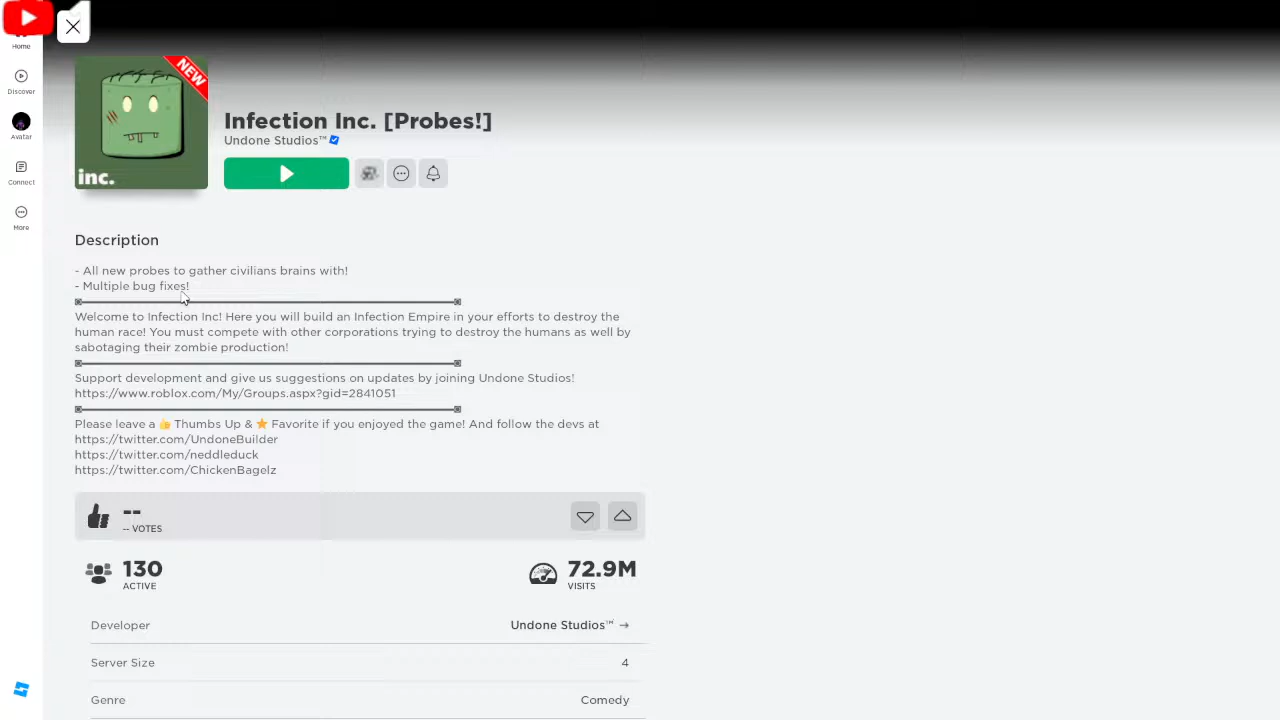 Home
Discover
Avatar
Connect
More
NEW
inc.
Infection Inc. [Probes!]
Undone Studios™
Description
- All new probes to gather civilians brains with!
- Multiple bug fixes!
Welcome to Infection Inc! Here you will build an Infection Empire in your efforts to destroy the
human race! You must compete with other corporations trying to destroy the humans as well by
sabotaging their zombie production!
Support development and give us suggestions on updates by joining Undone Studios!
https://www.roblox.com/My/Groups.aspx?gid=2841051
Please leave a 👍 Thumbs Up & ⭐ Favorite if you enjoyed the game! And follow the devs at
https://twitter.com/UndoneBuilder
https://twitter.com/neddleduck
https://twitter.com/ChickenBagelz
--
-- VOTES
130
ACTIVE
72.9M
VISITS
Developer
Undone Studios™ →
Server Size
4
Genre
Comedy